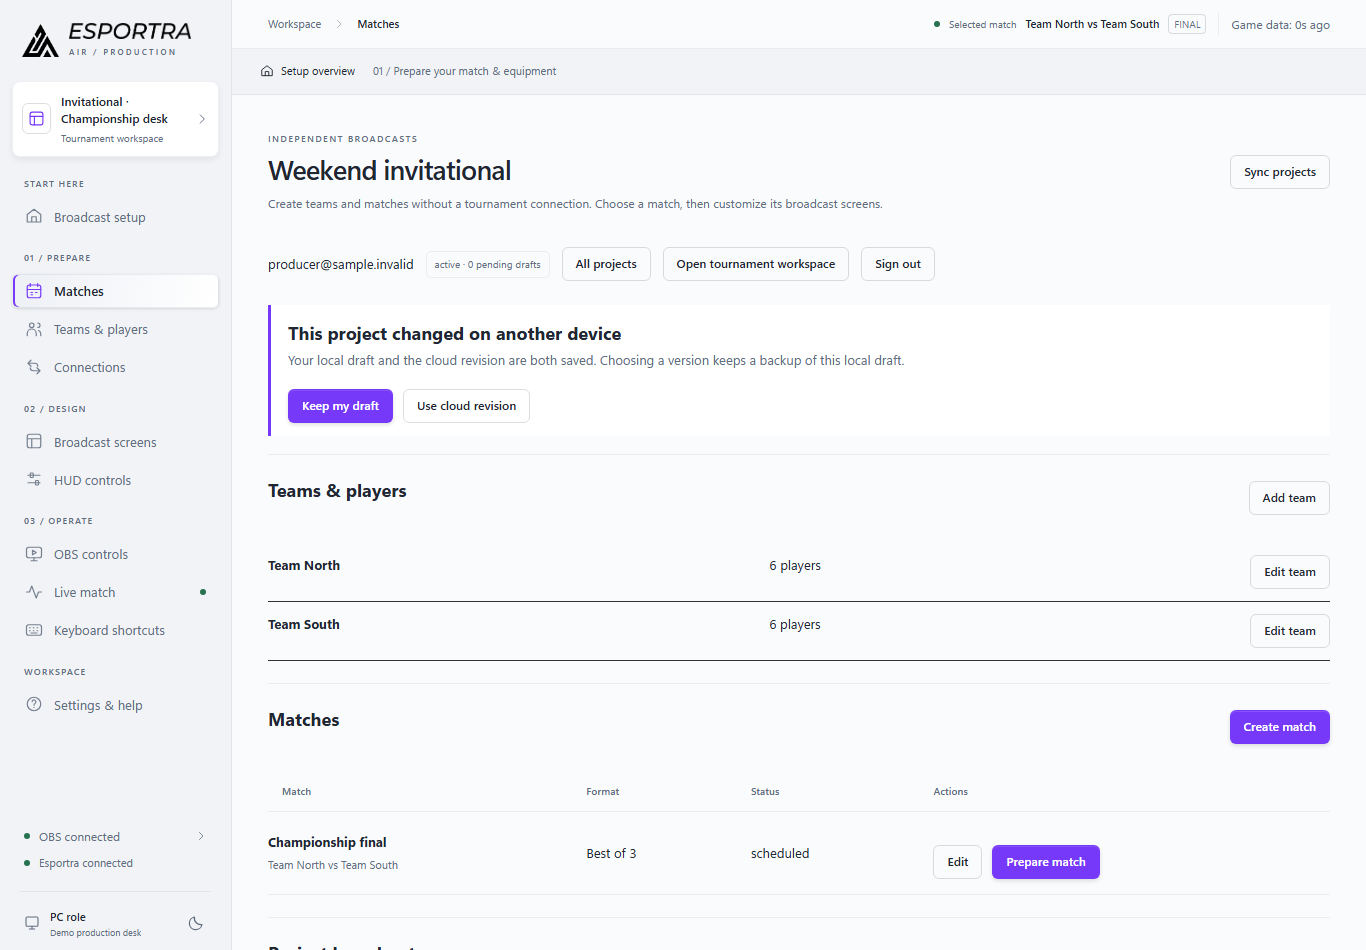 ESPORTRA
AIR / PRODUCTION
Invitational ·
Championship desk
Tournament workspace
START HERE
Broadcast setup
01 / PREPARE
Matches
Teams & players
Connections
02 / DESIGN
Broadcast screens
HUD controls
03 / OPERATE
OBS controls
Live match
Keyboard shortcuts
WORKSPACE
Settings & help
OBS connected
Esportra connected
PC role
Demo production desk
Workspace
Matches
Selected match Team North vs Team South FINAL
Game data: 0s ago
Setup overview
01 / Prepare your match & equipment
INDEPENDENT BROADCASTS
Weekend invitational
Sync projects
Create teams and matches without a tournament connection. Choose a match, then customize its broadcast screens.
producer@sample.invalid active · 0 pending drafts All projects Open tournament workspace Sign out
This project changed on another device
Your local draft and the cloud revision are both saved. Choosing a version keeps a backup of this local draft.
Keep my draft Use cloud revision
Teams & players
Add team
Team North 6 players Edit team
Team South 6 players Edit team
Matches
Create match
Match Format Status Actions
Championship final
Team North vs Team South
Best of 3 scheduled Edit Prepare match